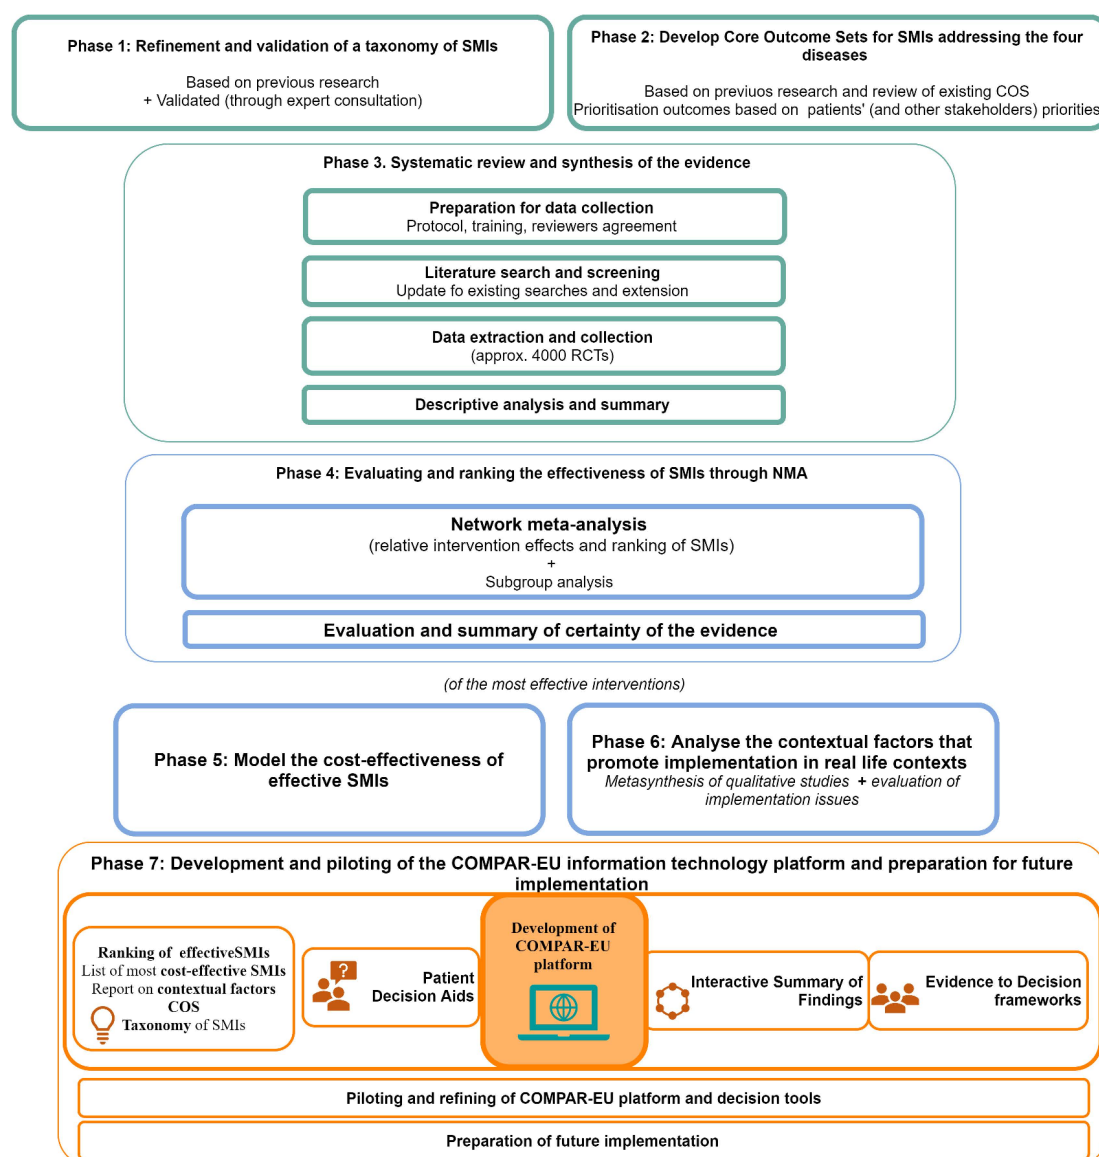 Phase 1: Refinement and validation of a taxonomy of SMIs
Based on previous research
+ Validated (through expert consultation)
Phase 2: Develop Core Outcome Sets for SMIs addressing the four
diseases
Based on previuos research and review of existing COS
Prioritisation outcomes based on patients' (and other stakeholders) priorities
Phase 3. Systematic review and synthesis of the evidence
Preparation for data collection
Protocol, training, reviewers agreement
Literature search and screening
Update fo existing searches and extension
Data extraction and collection
(approx. 4000 RCTs)
Descriptive analysis and summary
Phase 4: Evaluating and ranking the effectiveness of SMIs through NMA
Network meta-analysis
(relative intervention effects and ranking of SMIs)
+
Subgroup analysis
Evaluation and summary of certainty of the evidence
(of the most effective interventions)
Phase 5: Model the cost-effectiveness of
effective SMIs
Phase 6: Analyse the contextual factors that
promote implementation in real life contexts
Metasynthesis of qualitative studies + evaluation of
implementation issues
Phase 7: Development and piloting of the COMPAR-EU information technology platform and preparation for future
implementation
Ranking of effectiveSMIs
List of most cost-effective SMIs
Report on contextual factors
COS
Taxonomy of SMIs
?
Patient
Decision Aids
Development of
COMPAR-EU
platform
Interactive Summary of
Findings
Evidence to Decision
frameworks
Piloting and refining of COMPAR-EU platform and decision tools
Preparation of future implementation